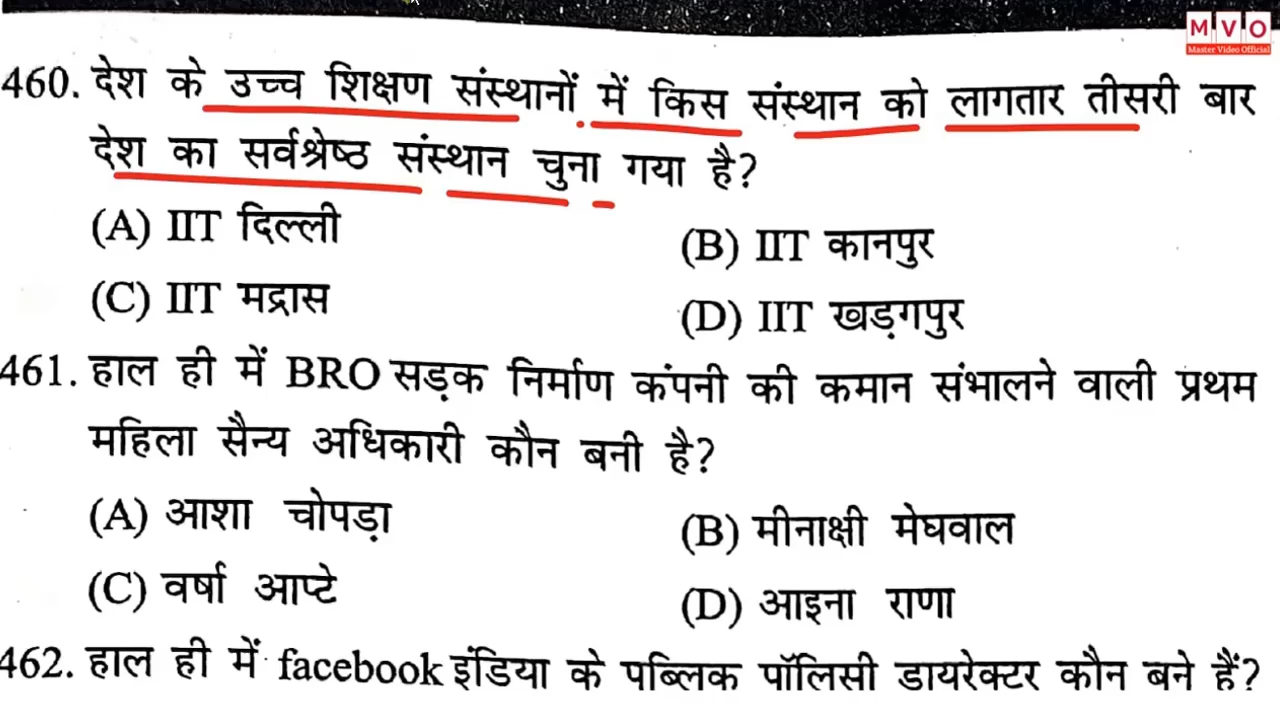 MVO
Master Video Official
460. देश के उच्च शिक्षण संस्थानों में किस संस्थान को लागतार तीसरी बार
देश का सर्वश्रेष्ठ संस्थान चुना गया है?
(A) IIT दिल्ली (B) IIT कानपुर
(C) IIT मद्रास (D) IIT खड़गपुर
461. हाल ही में BRO सड़क निर्माण कंपनी की कमान संभालने वाली प्रथम
महिला सैन्य अधिकारी कौन बनी है?
(A) आशा चोपड़ा (B) मीनाक्षी मेघवाल
(C) वर्षा आप्टे (D) आइना राणा
462. हाल ही में facebook इंडिया के पब्लिक पॉलिसी डायरेक्टर कौन बने हैं?